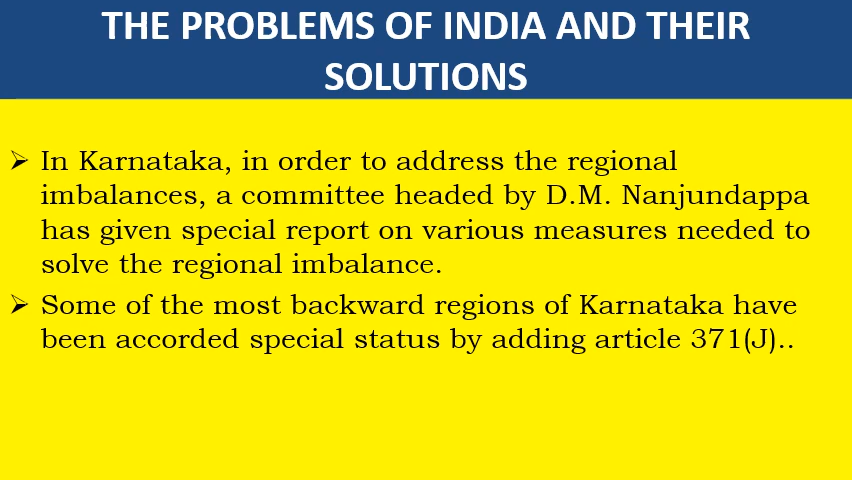 THE PROBLEMS OF INDIA AND THEIR
SOLUTIONS
➢ In Karnataka, in order to address the regional
imbalances, a committee headed by D.M. Nanjundappa
has given special report on various measures needed to
solve the regional imbalance.
➢ Some of the most backward regions of Karnataka have
been accorded special status by adding article 371(J)..